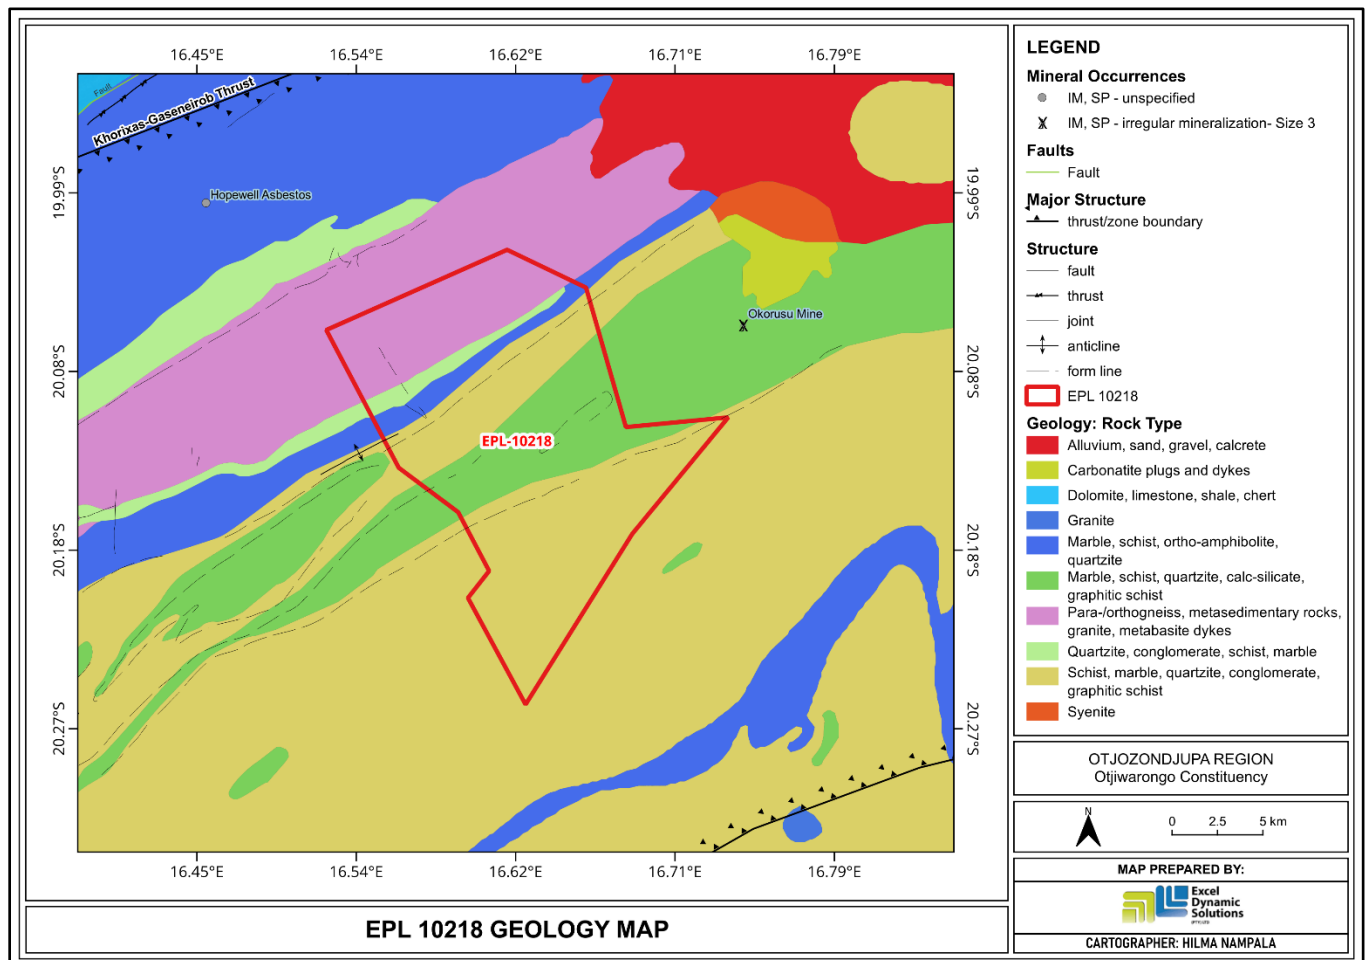 16.45°E 16.54°E 16.62°E 16.71°E 16.79°E
Fault
Khorixas-Gaseneirob Thrust
19.99°S
19.99°S
Hopewell Asbestos
Okorusu Mine
20.08°S
20.08°S
EPL-10218
20.18°S
20.18°S
20.27°S
20.27°S
16.45°E 16.54°E 16.62°E 16.71°E 16.79°E
EPL 10218 GEOLOGY MAP
LEGEND
Mineral Occurrences
IM, SP - unspecified
IM, SP - irregular mineralization- Size 3
Faults
Fault
Major Structure
thrust/zone boundary
Structure
fault
thrust
joint
anticline
form line
EPL 10218
Geology: Rock Type
Alluvium, sand, gravel, calcrete
Carbonatite plugs and dykes
Dolomite, limestone, shale, chert
Granite
Marble, schist, ortho-amphibolite,
quartzite
Marble, schist, quartzite, calc-silicate,
graphitic schist
Para-/orthogneiss, metasedimentary rocks,
granite, metabasite dykes
Quartzite, conglomerate, schist, marble
Schist, marble, quartzite, conglomerate,
graphitic schist
Syenite
OTJOZONDJUPA REGION
Otjiwarongo Constituency
N
0 2.5 5 km
MAP PREPARED BY:
Excel
Dynamic
Solutions
CARTOGRAPHER: HILMA NAMPALA